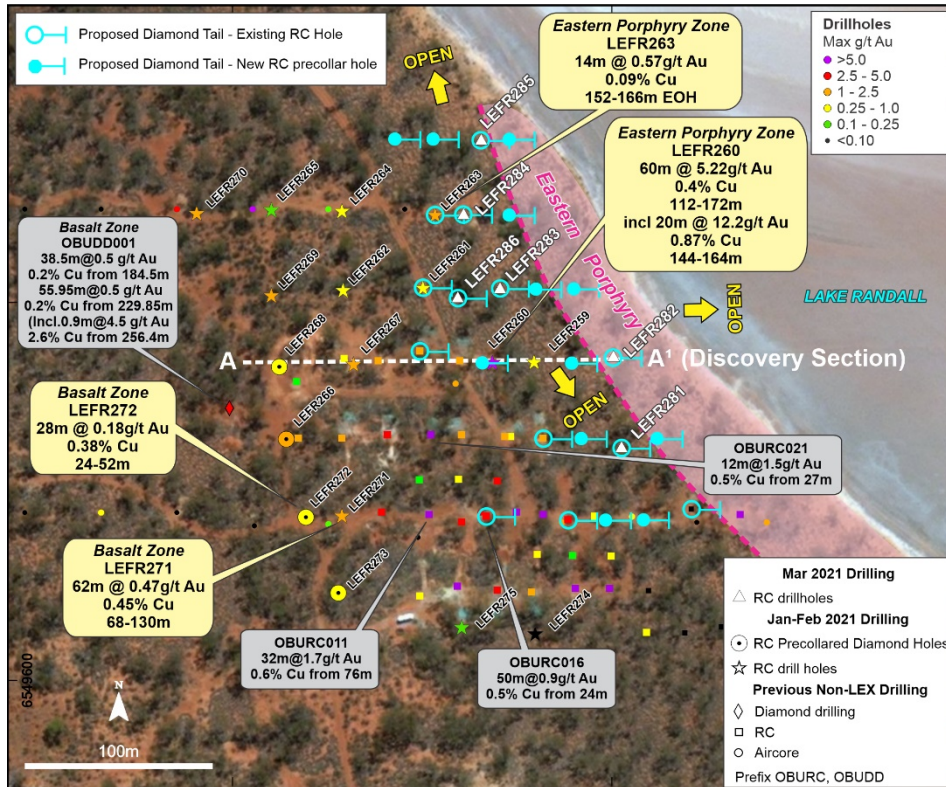 Proposed Diamond Tail - Existing RC Hole
Proposed Diamond Tail - New RC precollar hole
OPEN
Eastern Porphyry Zone
LEFR263
14m @ 0.57g/t Au
0.09% Cu
152-166m EOH
Drillholes
Max g/t Au
>5.0
2.5 - 5.0
1 - 2.5
0.25 - 1.0
0.1 - 0.25
<0.10
LEFR285
Eastern Porphyry Zone
LEFR260
60m @ 5.22g/t Au
0.4% Cu
112-172m
incl 20m @ 12.2g/t Au
0.87% Cu
144-164m
LEFR270
LEFR265
LEFR264
LEFR263
LEFR284
Eastern
Porphyry
Basalt Zone
OBUDD001
38.5m@0.5 g/t Au
0.2% Cu from 184.5m
55.95m@0.5 g/t Au
0.2% Cu from 229.85m
(Incl.0.9m@4.5 g/t Au
2.6% Cu from 256.4m)
LEFR269
LEFR262
LEFR261
LEFR286
LEFR283
LAKE RANDALL
OPEN
LEFR268
LEFR267
LEFR260
LEFR259
LEFR282
A
A¹ (Discovery Section)
OPEN
LEFR281
Basalt Zone
LEFR272
28m @ 0.18g/t Au
0.38% Cu
24-52m
LEFR266
OBURC021
12m@1.5g/t Au
0.5% Cu from 27m
LEFR272
LEFR271
Basalt Zone
LEFR271
62m @ 0.47g/t Au
0.45% Cu
68-130m
LEFR273
LEFR275
LEFR274
OBURC011
32m@1.7g/t Au
0.6% Cu from 76m
OBURC016
50m@0.9g/t Au
0.5% Cu from 24m
Mar 2021 Drilling
RC drillholes
Jan-Feb 2021 Drilling
RC Precollared Diamond Holes
RC drill holes
Previous Non-LEX Drilling
Diamond drilling
RC
Aircore
Prefix OBURC, OBUDD
6549600
N
100m